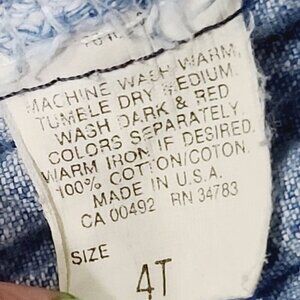 MACHINE WASH WARM,
TUMBLE DRY MEDIUM.
WASH DARK & RED
COLORS SEPARATELY.
WARM IRON IF DESIRED.
100% COTTON/COTON.
MADE IN U.S.A.
CA 00492 RN 34783
SIZE
4T